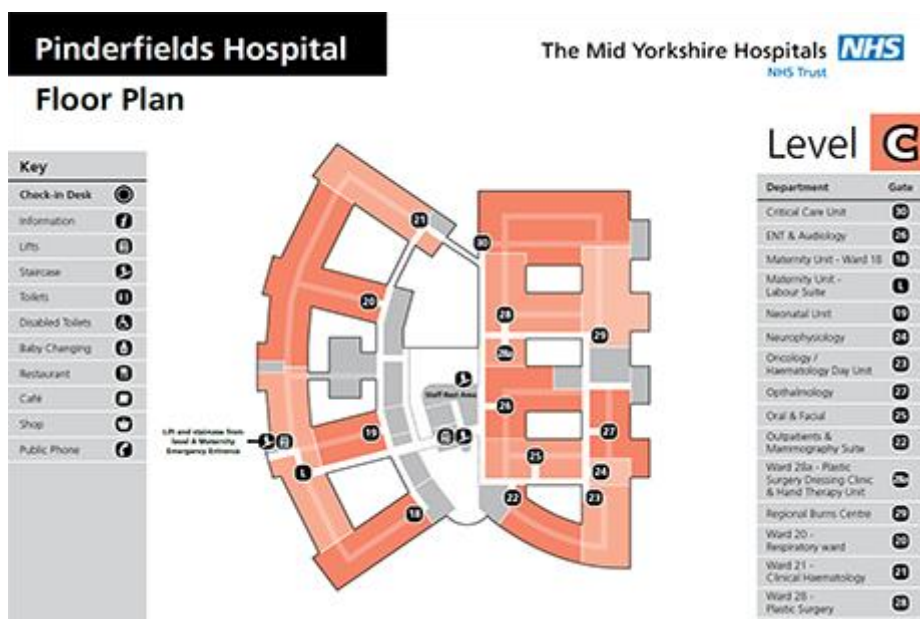 Pinderfields Hospital
The Mid Yorkshire Hospitals NHS
NHS Trust
Floor Plan
Level C
Key
Check-in Desk
Information
Lifts
Staircase
Toilets
Disabled Toilets
Baby Changing
Restaurant
Café
Shop
Public Phone
21
30
20
28
29
28a
Staff Rest Area
26
19
27
Lift and staircase from
level A Maternity
Emergency Entrance
L
25
24
18
22
23
Department Gate
Critical Care Unit 30
ENT & Audiology 26
Maternity Unit - Ward 18 18
Maternity Unit -
Labour Suite L
Neonatal Unit 19
Neurophysiology 24
Oncology /
Haematology Day Unit 23
Opthalmology 27
Oral & Facial 25
Outpatients &
Mammography Suite 22
Ward 28a - Plastic
Surgery Dressing Clinic
& Hand Therapy Unit 28a
Regional Burns Centre 29
Ward 20 -
Respiratory ward 20
Ward 21 -
Clinical Haematology 21
Ward 28 -
Plastic Surgery 28